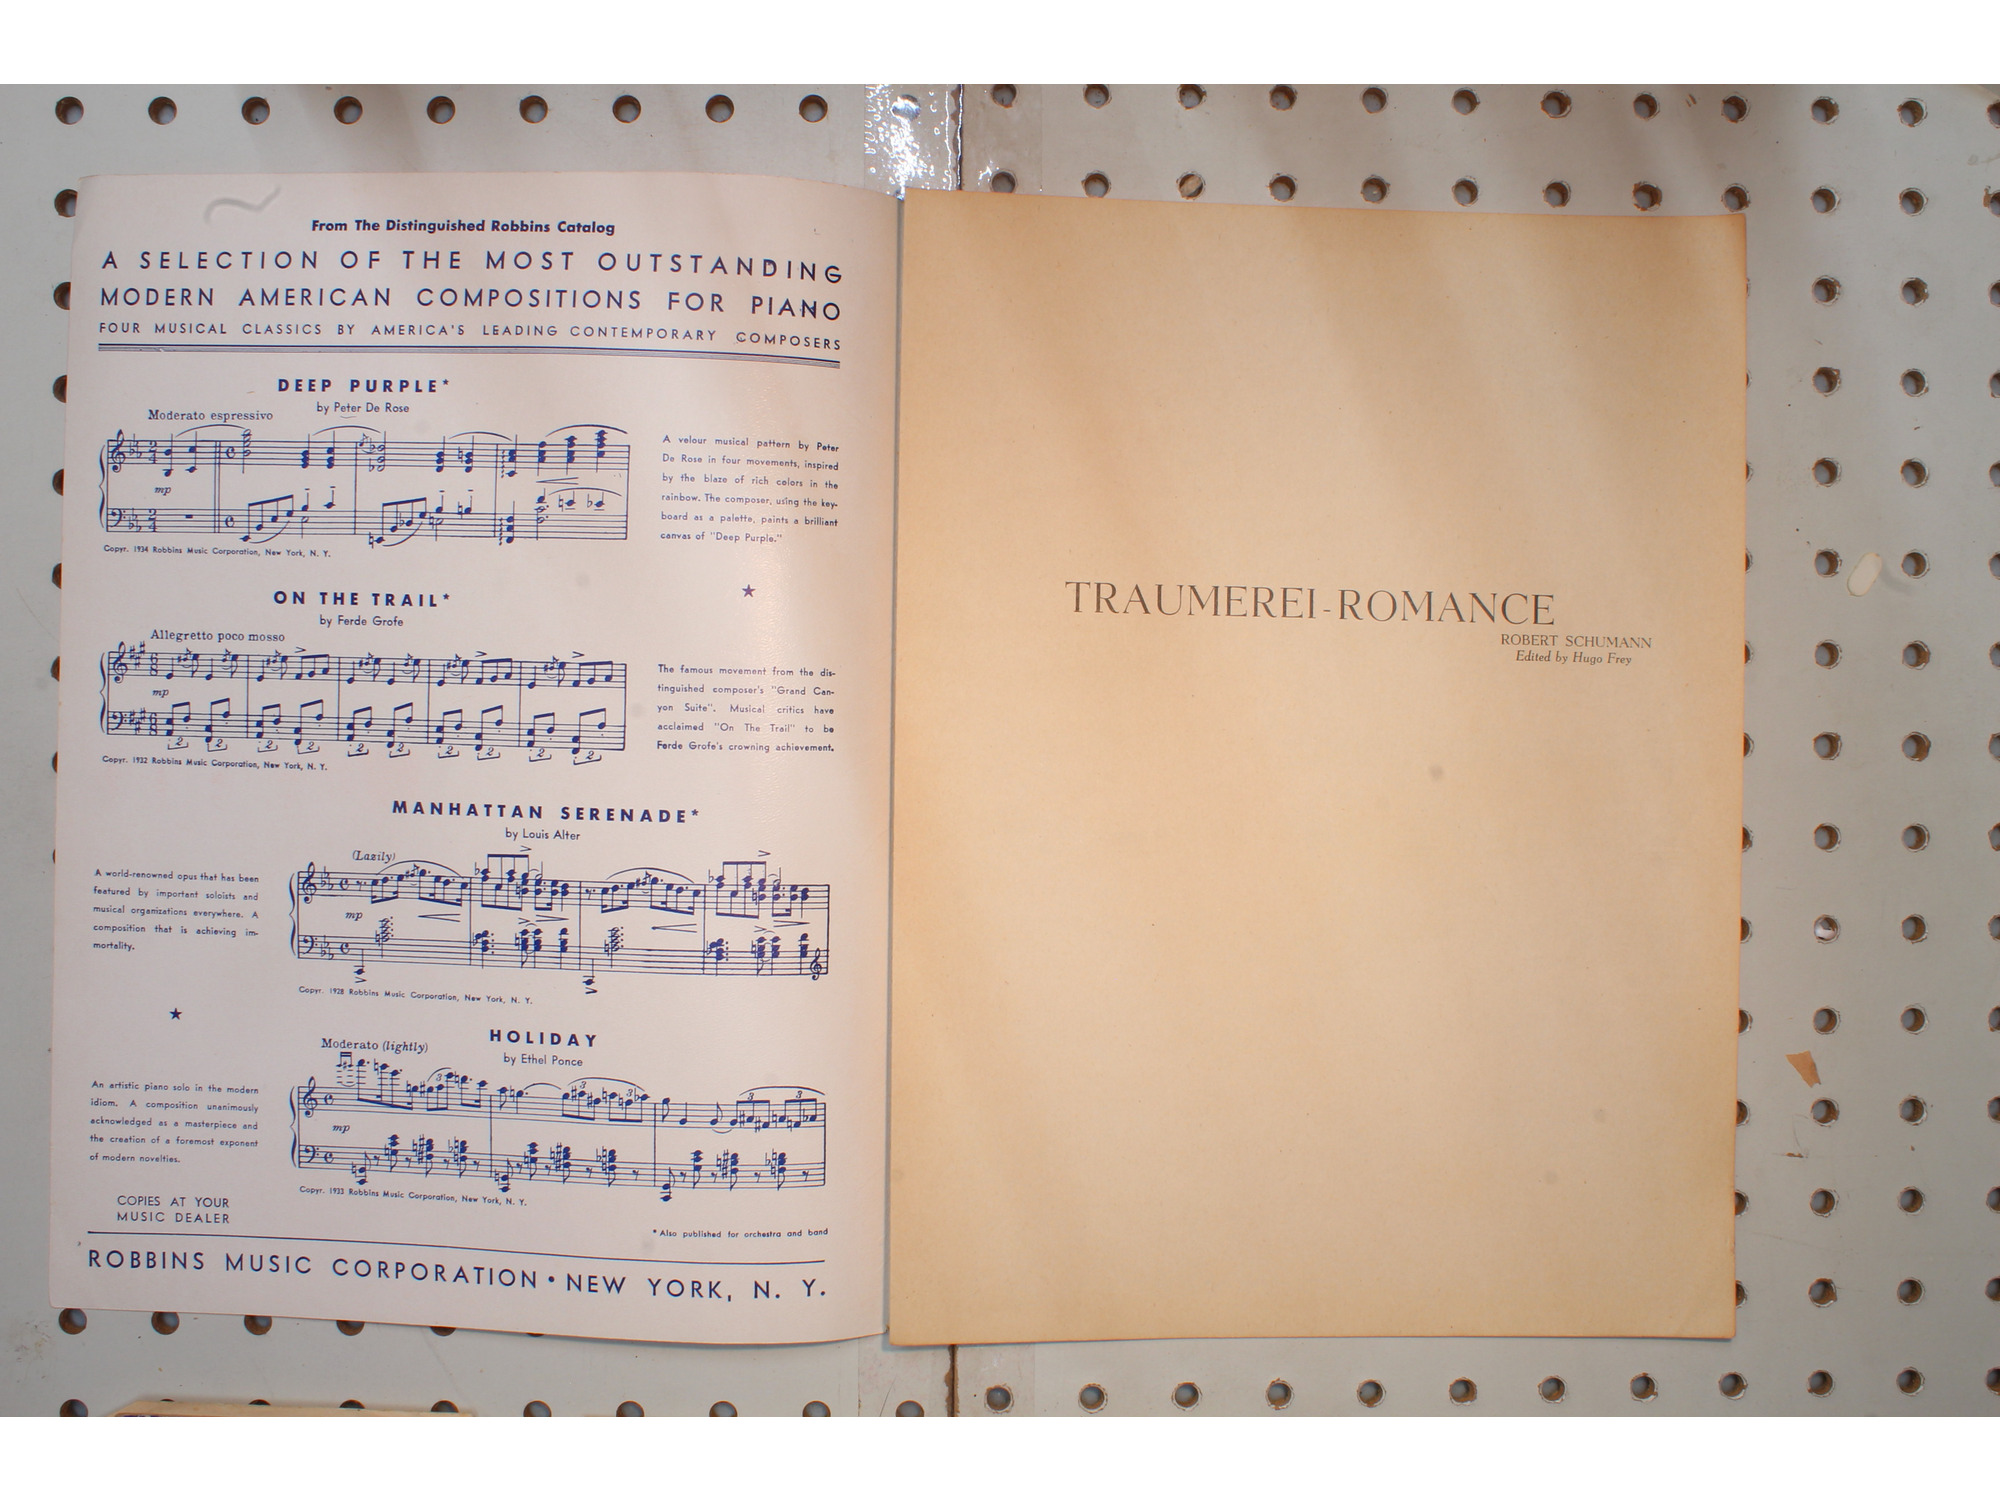 From The Distinguished Robbins Catalog
A SELECTION OF THE MOST OUTSTANDING
MODERN AMERICAN COMPOSITIONS FOR PIANO
FOUR MUSICAL CLASSICS BY AMERICA'S LEADING CONTEMPORARY COMPOSERS
DEEP PURPLE*
by Peter De Rose
Moderato espressivo
mp
A velour musical pattern by Peter
De Rose in four movements, inspired
by the blaze of rich colors in the
rainbow. The composer, using the key-
board as a palette, paints a brilliant
canvas of "Deep Purple."
Copyr. 1934 Robbins Music Corporation, New York, N. Y.
ON THE TRAIL*
by Ferde Grofe
Allegretto poco mosso
mp
The famous movement from the dis-
tinguished composer's "Grand Can-
yon Suite". Musical critics have
acclaimed "On The Trail" to be
Ferde Grofe's crowning achievement.
Copyr. 1932 Robbins Music Corporation, New York, N. Y.
MANHATTAN SERENADE*
by Louis Alter
(Lazily)
mp
A world-renowned opus that has been
featured by important soloists and
musical organizations everywhere. A
composition that is achieving im-
mortality.
Copyr. 1928 Robbins Music Corporation, New York, N. Y.
HOLIDAY
by Ethel Ponce
Moderato (lightly)
mp
An artistic piano solo in the modern
idiom. A composition unanimously
acknowledged as a masterpiece and
the creation of a foremost exponent
of modern novelties.
Copyr. 1933 Robbins Music Corporation, New York, N. Y.
COPIES AT YOUR
MUSIC DEALER
*Also published for orchestra and band
ROBBINS MUSIC CORPORATION • NEW YORK, N. Y.
TRAUMEREI-ROMANCE
ROBERT SCHUMANN
Edited by Hugo Frey